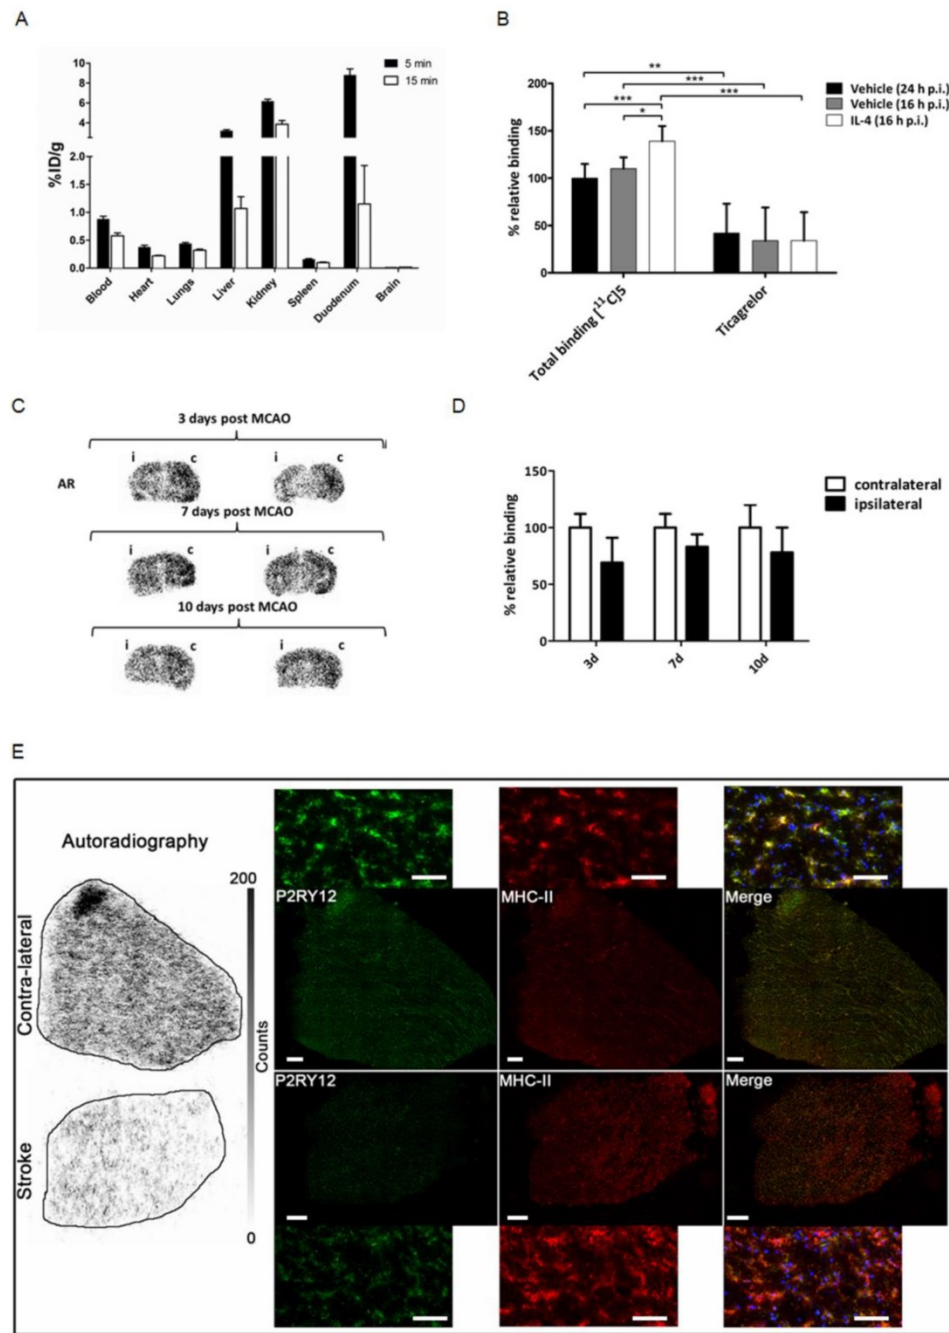 A
%ID/g
10
8
6
4
2.0
1.5
1.0
0.5
0.0
5 min
15 min
Blood
Heart
Lungs
Liver
Kidney
Spleen
Duodenum
Brain
B
% relative binding
200
150
100
50
0
**
***
***
***
*
Vehicle (24 h p.i.)
Vehicle (16 h p.i.)
IL-4 (16 h p.i.)
Total binding [¹¹C]5
Ticagrelor
C
3 days post MCAO
i c i c
AR
7 days post MCAO
i c i c
10 days post MCAO
i c i c
D
% relative binding
150
100
50
0
contralateral
ipsilateral
3d
7d
10d
E
Autoradiography
200
Counts
0
Contra-lateral
Stroke
P2RY12
MHC-II
Merge
P2RY12
MHC-II
Merge